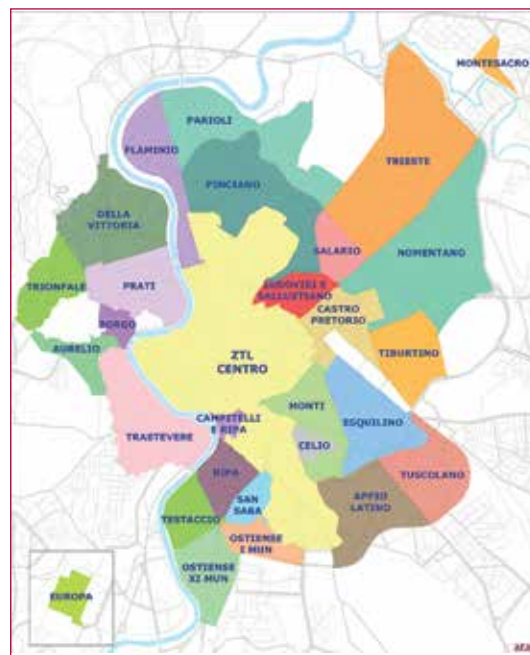 MONTESACRO
PARIOLI
FLAMINIO
TRIESTE
PINCIANO
DELLA
VITTORIA
SALARIO
NOMENTANO
TRIONFALE
PRATI
LUDOVISI E
SALLUSTIANO
CASTRO
PRETORIO
BORGO
AURELIO
ZTL
CENTRO
TIBURTINO
MONTI
ESQUILINO
CAMPITELLI
E RIPA
TRASTEVERE
CELIO
RIPA
TUSCOLANO
APPIO
LATINO
SAN
SABA
TESTACCIO
OSTIENSE
I MUN
OSTIENSE
XI MUN
EUROPA